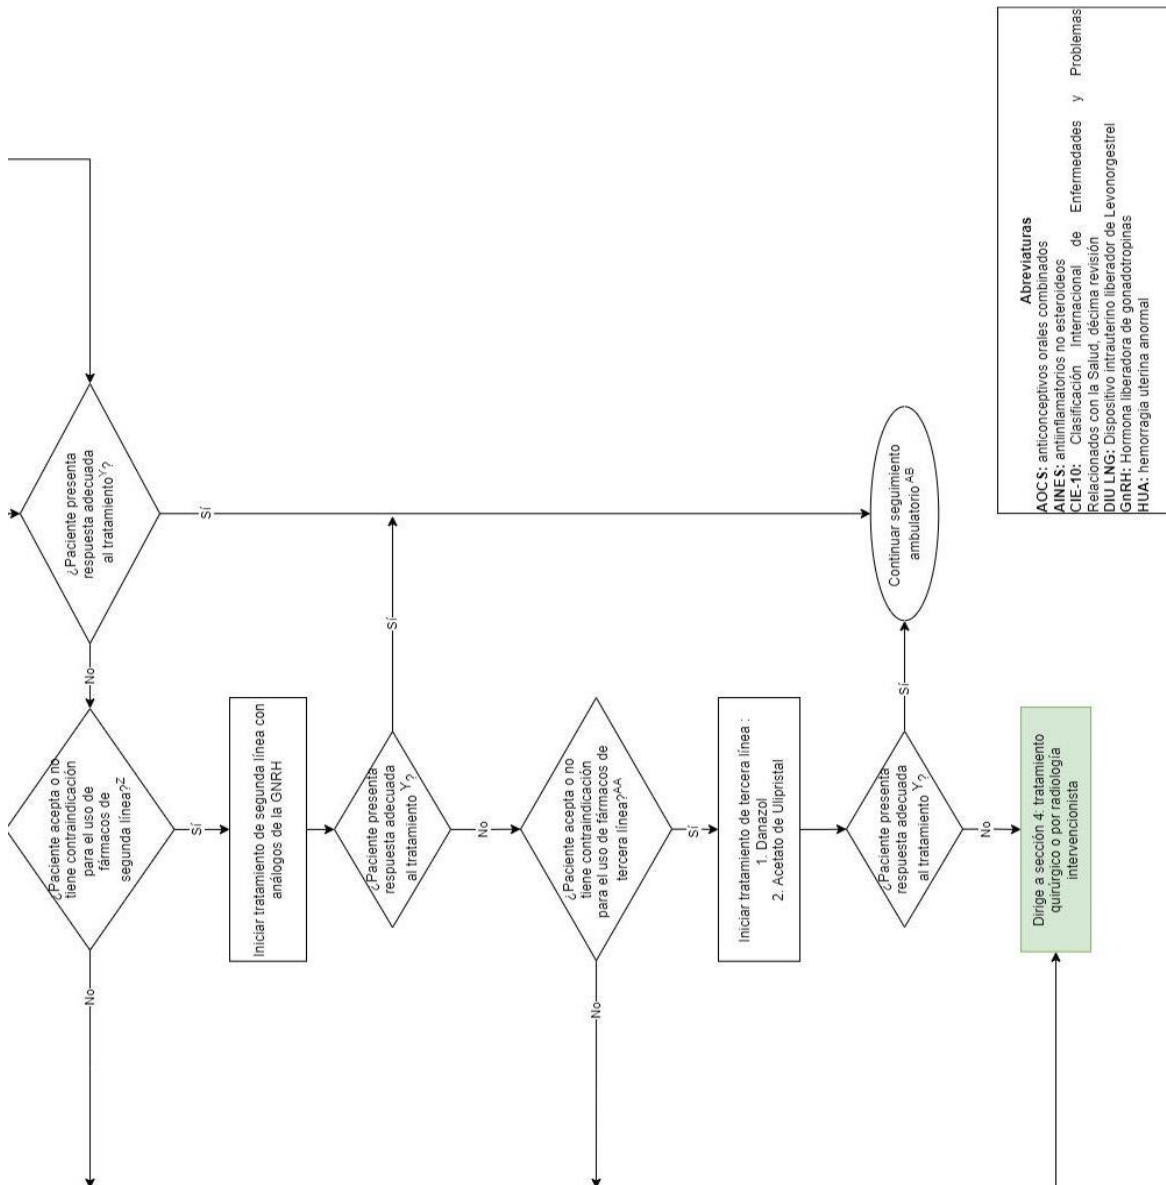 ¿Paciente presenta
respuesta adecuada
al tratamientoY?
Sí
No
¿Paciente acepta o no
tiene contraindicación
para el uso de
fármacos de
segunda línea?Z
No
Sí
Iniciar tratamiento de segunda línea con
análogos de la GNRH
¿Paciente presenta
respuesta adecuada
al tratamiento Y?
Sí
No
¿Paciente acepta o no
tiene contraindicación
para el uso de fármacos de
tercera línea?AA
No
Sí
Iniciar tratamiento de tercera línea :
1. Danazol
2. Acetato de Ulipristal
¿Paciente presenta
respuesta adecuada
al tratamiento Y?
Sí
No
Continuar seguimiento
ambulatorio AB
Dirige a sección 4: tratamiento
quirúrgico o por radiología
intervencionista
Abreviaturas
AOCS: anticonceptivos orales combinados
AINES: antiinflamatorios no esteroideos
CIE-10: Clasificación Internacional de Enfermedades y Problemas
Relacionados con la Salud, décima revisión
DIU LNG: Dispositivo intrauterino liberador de Levonorgestrel
GnRH: Hormona liberadora de gonadotropinas
HUA: hemorragia uterina anormal